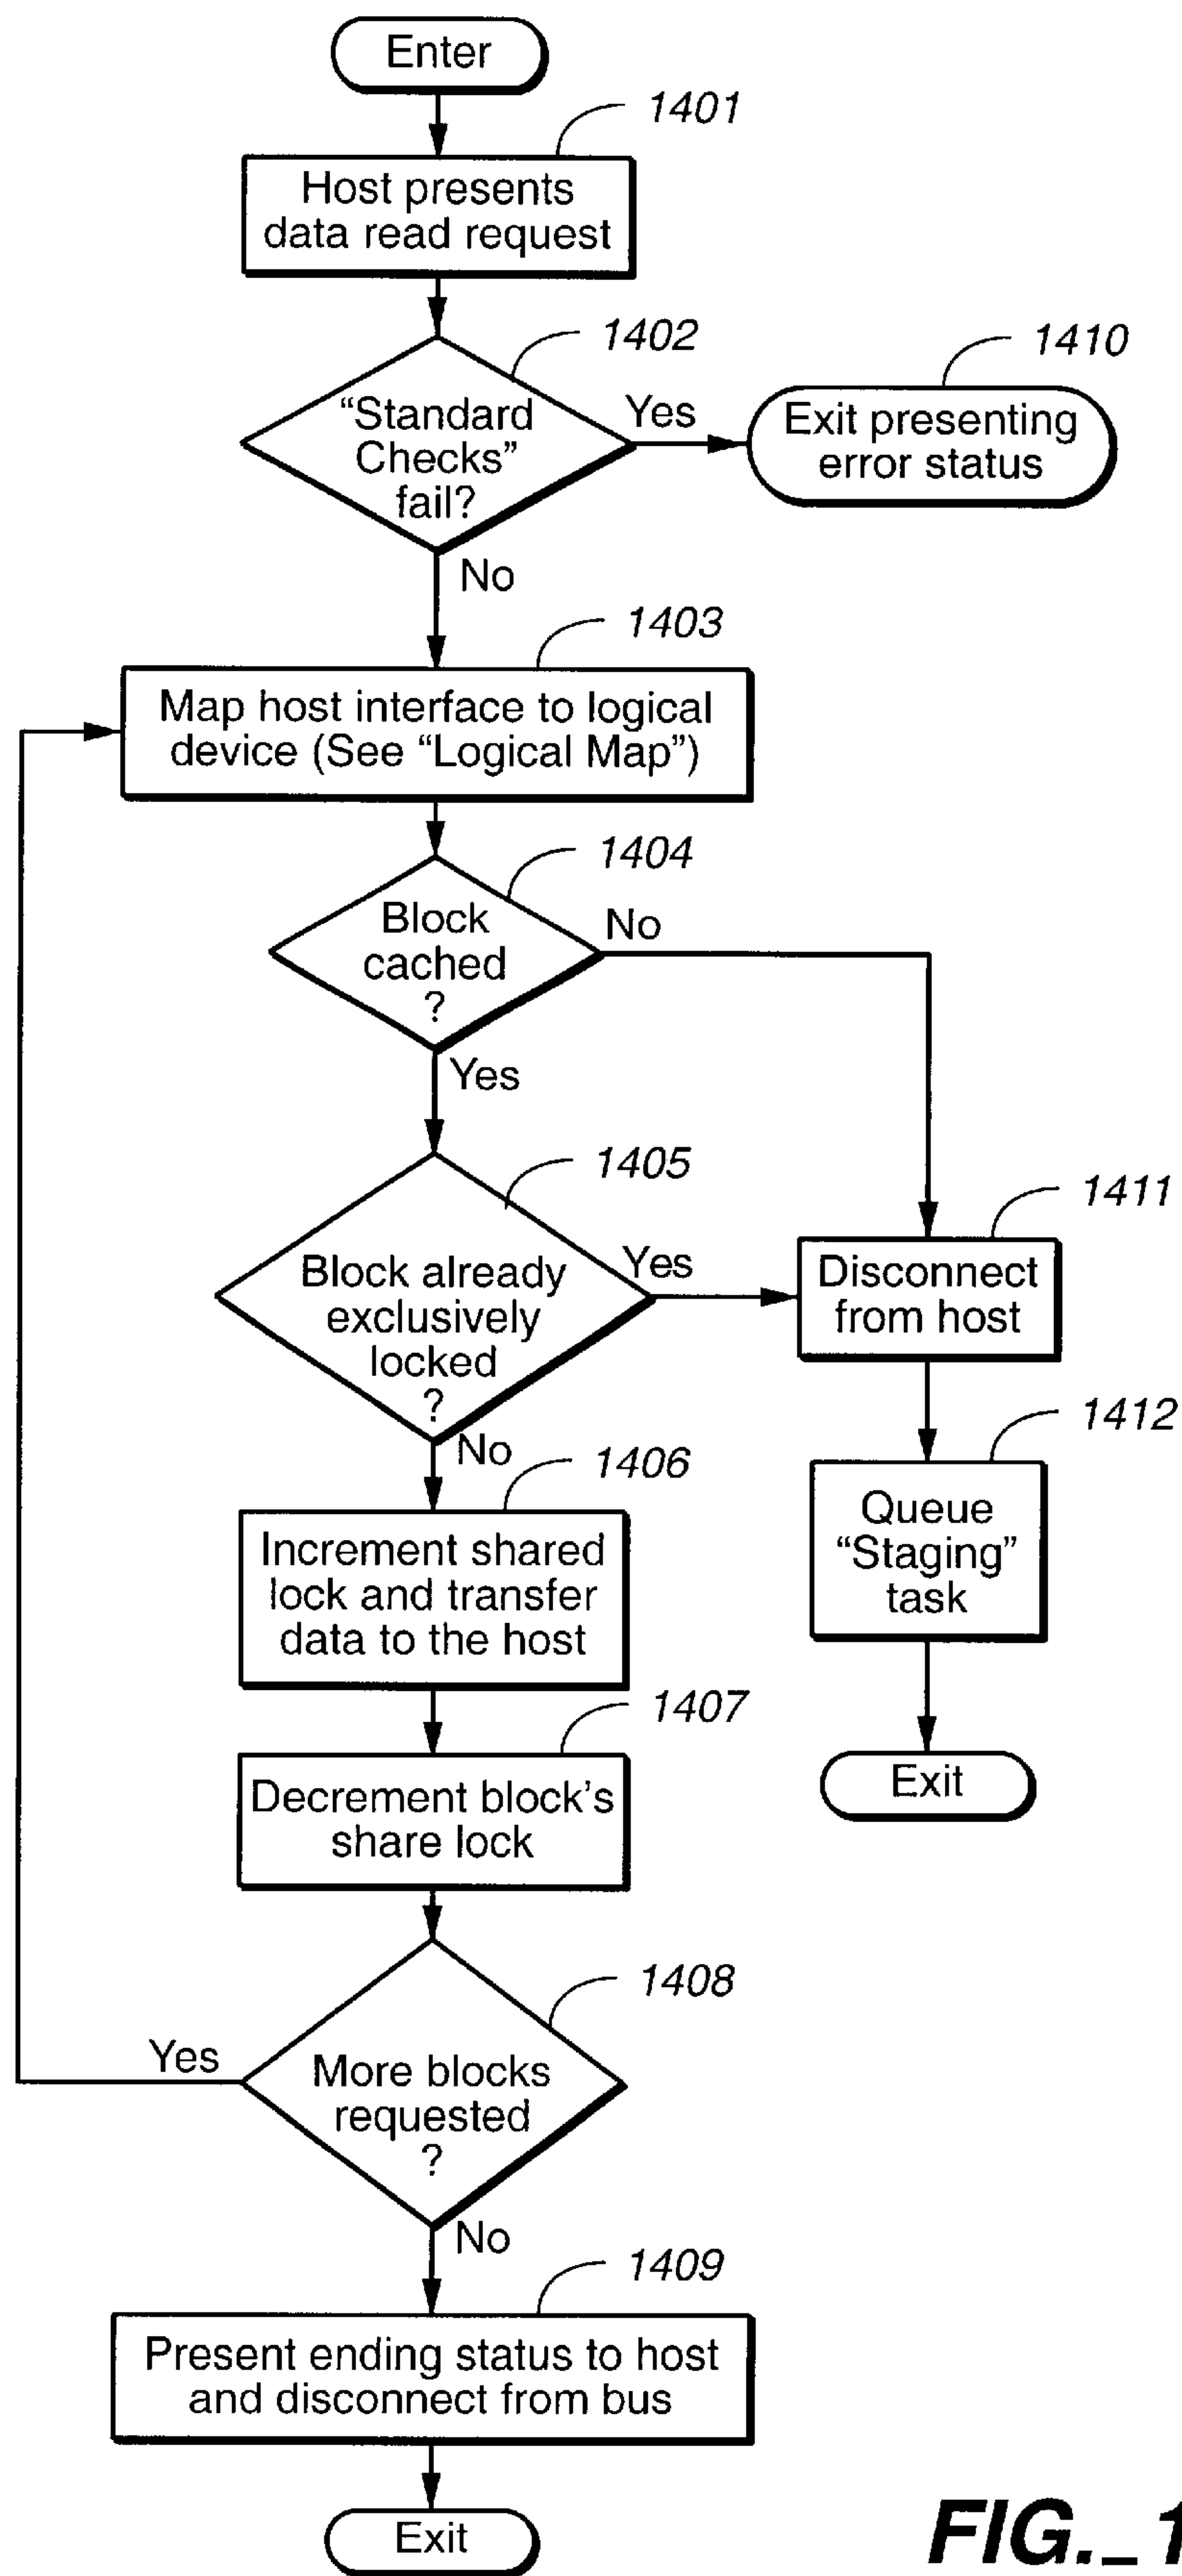 Enter
1401
Host presents
data read request
1402
1410
“Standard
Checks”
fail?
Yes
Exit presenting
error status
No
1403
Map host interface to logical
device (See “Logical Map”)
1404
Block
cached
?
No
Yes
1405
1411
Block already
exclusively
locked
?
Yes
Disconnect
from host
No
1406
1412
Increment shared
lock and transfer
data to the host
Queue
“Staging”
task
1407
Decrement block's
share lock
Exit
1408
Yes
More blocks
requested
?
No
1409
Present ending status to host
and disconnect from bus
Exit
FIG._1